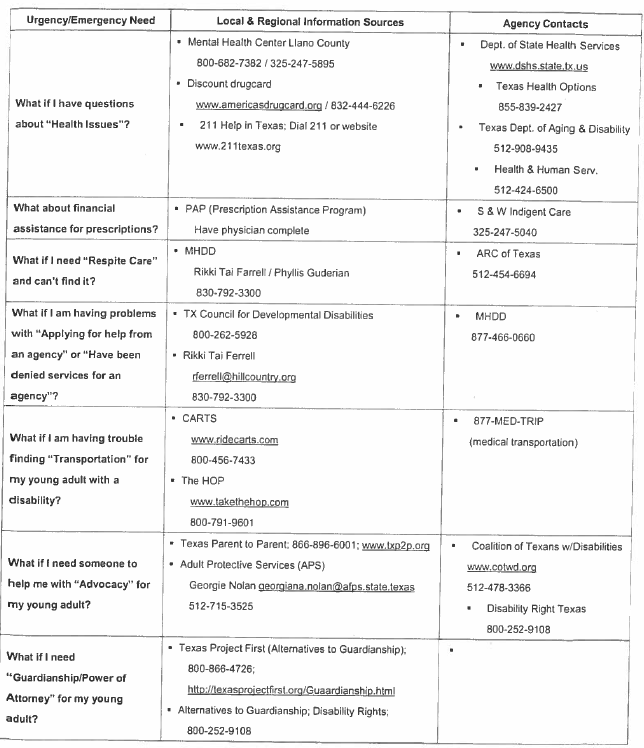 Urgency/Emergency Need
Local & Regional Information Sources
Agency Contacts
What if I have questions
about "Health Issues"?
▪ Mental Health Center Llano County
800-682-7382 / 325-247-5895
▪ Discount drugcard
www.americasdrugcard.org / 832-444-6226
▪ 211 Help in Texas; Dial 211 or website
www.211texas.org
▪ Dept. of State Health Services
www.dshs.state.tx.us
▪ Texas Health Options
855-839-2427
▪ Texas Dept. of Aging & Disability
512-908-9435
▪ Health & Human Serv.
512-424-6500
What about financial
assistance for prescriptions?
▪ PAP (Prescription Assistance Program)
Have physician complete
▪ S & W Indigent Care
325-247-5040
What if I need "Respite Care"
and can't find it?
▪ MHDD
Rikki Tai Farrell / Phyllis Guderian
830-792-3300
▪ ARC of Texas
512-454-6694
What if I am having problems
with "Applying for help from
an agency" or "Have been
denied services for an
agency"?
▪ TX Council for Developmental Disabilities
800-262-5928
▪ Rikki Tai Ferrell
rferrell@hillcountry.org
830-792-3300
▪ MHDD
877-466-0660
What if I am having trouble
finding "Transportation" for
my young adult with a
disability?
▪ CARTS
www.ridecarts.com
800-456-7433
▪ The HOP
www.takethehop.com
800-791-9601
▪ 877-MED-TRIP
(medical transportation)
What if I need someone to
help me with "Advocacy" for
my young adult?
▪ Texas Parent to Parent; 866-896-6001; www.txp2p.org
▪ Adult Protective Services (APS)
Georgie Nolan georgiana.nolan@afps.state.texas
512-715-3525
▪ Coalition of Texans w/Disabilities
www.cotwd.org
512-478-3366
▪ Disability Right Texas
800-252-9108
What if I need
"Guardianship/Power of
Attorney" for my young
adult?
▪ Texas Project First (Alternatives to Guardianship);
800-866-4726;
http://texasprojectfirst.org/Guaardianship.html
▪ Alternatives to Guardianship; Disability Rights;
800-252-9108
▪